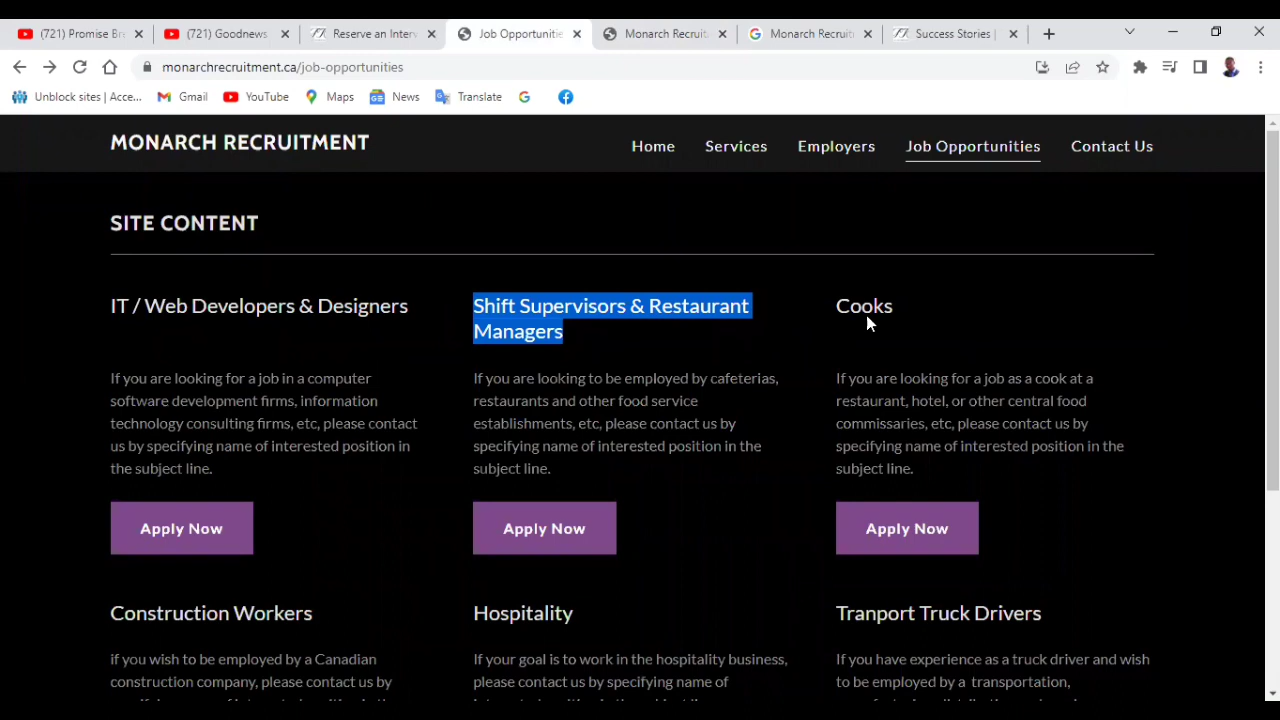 (721) Promise Bre
(721) Goodnews
Reserve an Interv
Job Opportunitie
Monarch Recruit
Monarch Recruit
Success Stories |
monarchrecruitment.ca/job-opportunities
Unblock sites | Acce...
Gmail
YouTube
Maps
News
Translate
MONARCH RECRUITMENT
Home
Services
Employers
Job Opportunities
Contact Us
SITE CONTENT
IT / Web Developers & Designers
If you are looking for a job in a computer
software development firms, information
technology consulting firms, etc, please contact
us by specifying name of interested position in
the subject line.
Apply Now
Shift Supervisors & Restaurant
Managers
If you are looking to be employed by cafeterias,
restaurants and other food service
establishments, etc, please contact us by
specifying name of interested position in the
subject line.
Apply Now
Cooks
If you are looking for a job as a cook at a
restaurant, hotel, or other central food
commissaries, etc, please contact us by
specifying name of interested position in the
subject line.
Apply Now
Construction Workers
if you wish to be employed by a Canadian
construction company, please contact us by
Hospitality
If your goal is to work in the hospitality business,
please contact us by specifying name of
Tranport Truck Drivers
If you have experience as a truck driver and wish
to be employed by a transportation,